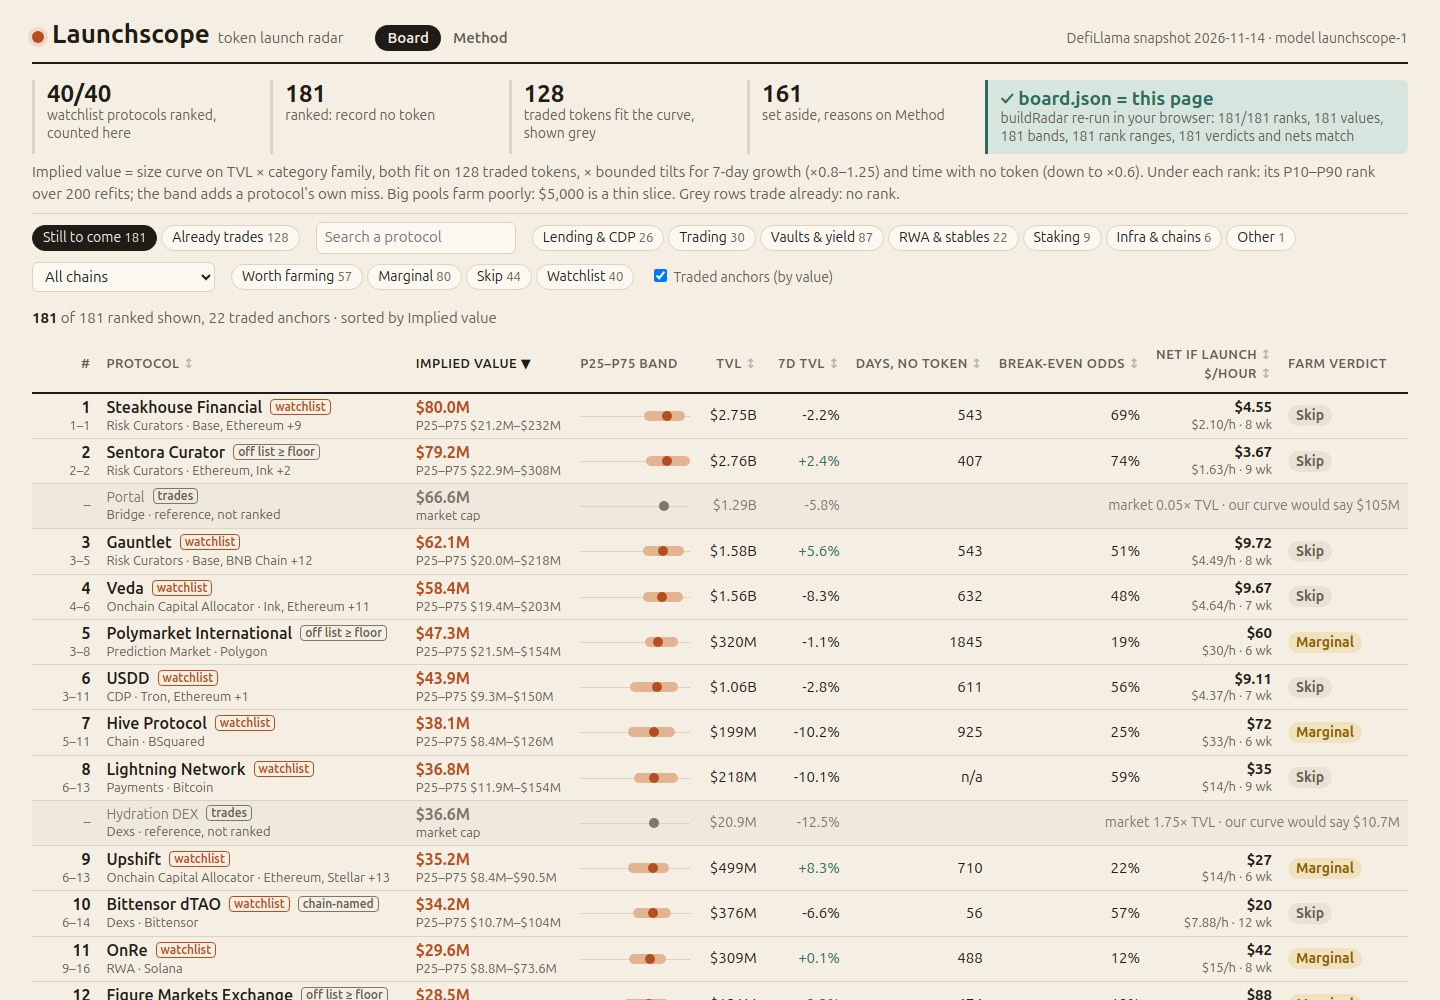 Launchscope token launch radar Board Method DefiLlama snapshot 2026-11-14 · model launchscope-1
40/40
watchlist protocols ranked,
counted here
181
ranked: record no token
128
traded tokens fit the curve,
shown grey
161
set aside, reasons on Method
✓ board.json = this page
buildRadar re-run in your browser: 181/181 ranks, 181 values,
181 bands, 181 rank ranges, 181 verdicts and nets match
Implied value = size curve on TVL × category family, both fit on 128 traded tokens, × bounded tilts for 7-day growth (×0.8–1.25) and time with no token (down to ×0.6). Under each rank: its P10–P90 rank
over 200 refits; the band adds a protocol's own miss. Big pools farm poorly: $5,000 is a thin slice. Grey rows trade already: no rank.
Still to come 181 Already trades 128 Search a protocol Lending & CDP 26 Trading 30 Vaults & yield 87 RWA & stables 22 Staking 9 Infra & chains 6 Other 1
All chains Worth farming 57 Marginal 80 Skip 44 Watchlist 40 Traded anchors (by value)
181 of 181 ranked shown, 22 traded anchors · sorted by Implied value
# PROTOCOL ↕ IMPLIED VALUE ▼ P25–P75 BAND TVL ↕ 7D TVL ↕ DAYS, NO TOKEN ↕ BREAK-EVEN ODDS ↕ NET IF LAUNCH ↕ $/HOUR ↕ FARM VERDICT
1 Steakhouse Financial watchlist $80.0M $2.75B -2.2% 543 69% $4.55 Skip
1–1 Risk Curators · Base, Ethereum +9 P25–P75 $21.2M–$232M $2.10/h · 8 wk
2 Sentora Curator off list ≥ floor $79.2M $2.76B +2.4% 407 74% $3.67 Skip
2–2 Risk Curators · Ethereum, Ink +2 P25–P75 $22.9M–$308M $1.63/h · 9 wk
– Portal trades $66.6M $1.29B -5.8% market 0.05× TVL · our curve would say $105M
Bridge · reference, not ranked market cap
3 Gauntlet watchlist $62.1M $1.58B +5.6% 543 51% $9.72 Skip
3–5 Risk Curators · Base, BNB Chain +12 P25–P75 $20.0M–$218M $4.49/h · 6 wk
4 Veda watchlist $58.4M $1.56B -8.3% 632 48% $9.67 Skip
4–6 Onchain Capital Allocator · Ink, Ethereum +11 P25–P75 $19.4M–$203M $4.64/h · 7 wk
5 Polymarket International off list ≥ floor $47.3M $320M -1.1% 1845 19% $60 Marginal
3–8 Prediction Market · Polygon P25–P75 $21.5M–$154M $30/h · 6 wk
6 USDD watchlist $43.9M $1.06B -2.8% 611 56% $9.11 Skip
3–11 CDP · Tron, Ethereum +1 P25–P75 $9.3M–$150M $4.37/h · 7 wk
7 Hive Protocol watchlist $38.1M $199M -10.2% 925 25% $72 Marginal
5–11 Chain · BSquared P25–P75 $8.4M–$126M $33/h · 6 wk
8 Lightning Network watchlist $36.8M $218M -10.1% n/a 59% $35 Skip
6–13 Payments · Bitcoin P25–P75 $11.9M–$154M $14/h · 9 wk
– Hydration DEX trades $36.6M $20.9M -12.5% market 1.75× TVL · our curve would say $10.7M
Dexs · reference, not ranked market cap
9 Upshift watchlist $35.2M $499M +8.3% 710 22% $27 Marginal
6–13 Onchain Capital Allocator · Ethereum, Stellar +13 P25–P75 $8.4M–$90.5M $14/h · 6 wk
10 Bittensor dTAO watchlist chain-named $34.2M $376M -6.6% 56 57% $20 Skip
6–14 Dexs · Bittensor P25–P75 $10.7M–$104M $7.88/h · 12 wk
11 OnRe watchlist $29.6M $309M +0.1% 488 12% $42 Marginal
9–16 RWA · Solana P25–P75 $8.8M–$73.6M $15/h · 8 wk
12 Figure Markets Exchange off list ≥ floor $28.5M $88